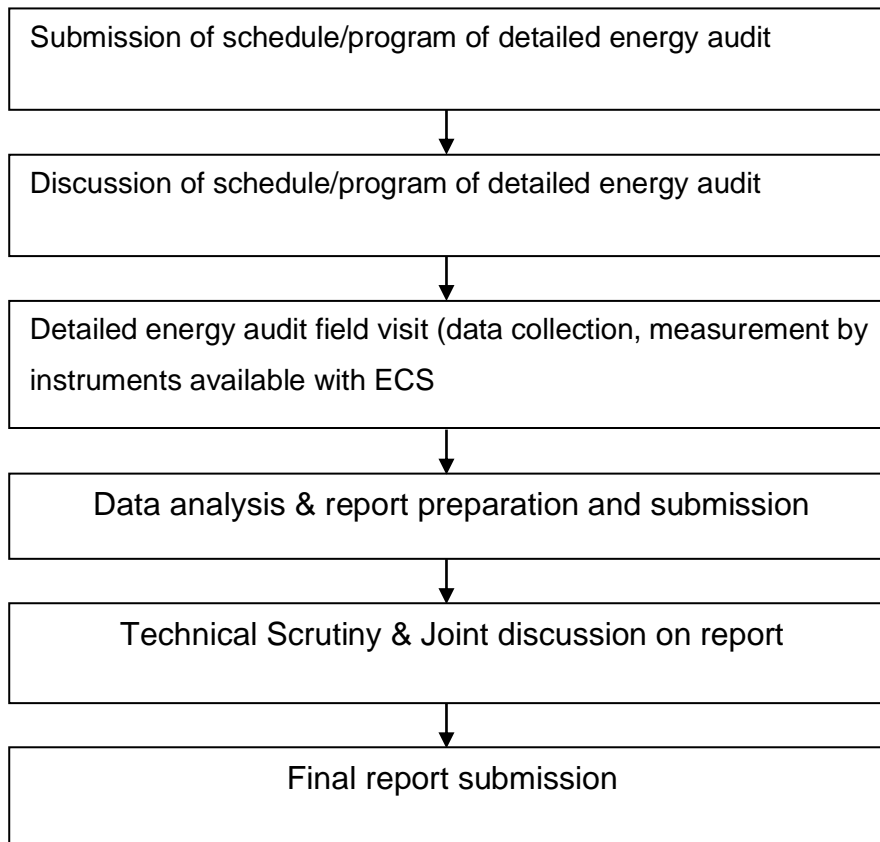 Submission of schedule/program of detailed energy audit
Discussion of schedule/program of detailed energy audit
Detailed energy audit field visit (data collection, measurement by
instruments available with ECS
Data analysis & report preparation and submission
Technical Scrutiny & Joint discussion on report
Final report submission